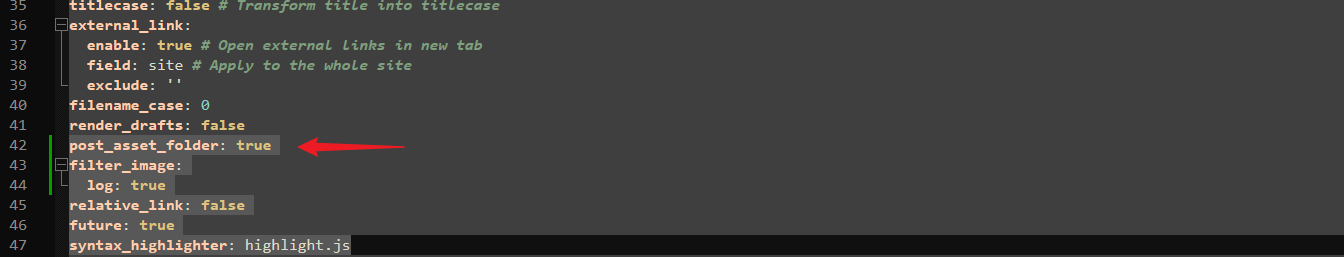 35 titlecase: false # Transform title into titlecase
36 external_link:
37   enable: true # Open external links in new tab
38   field: site # Apply to the whole site
39   exclude: ''
40 filename_case: 0
41 render_drafts: false
42 post_asset_folder: true
43 filter_image:
44   log: true
45 relative_link: false
46 future: true
47 syntax_highlighter: highlight.js